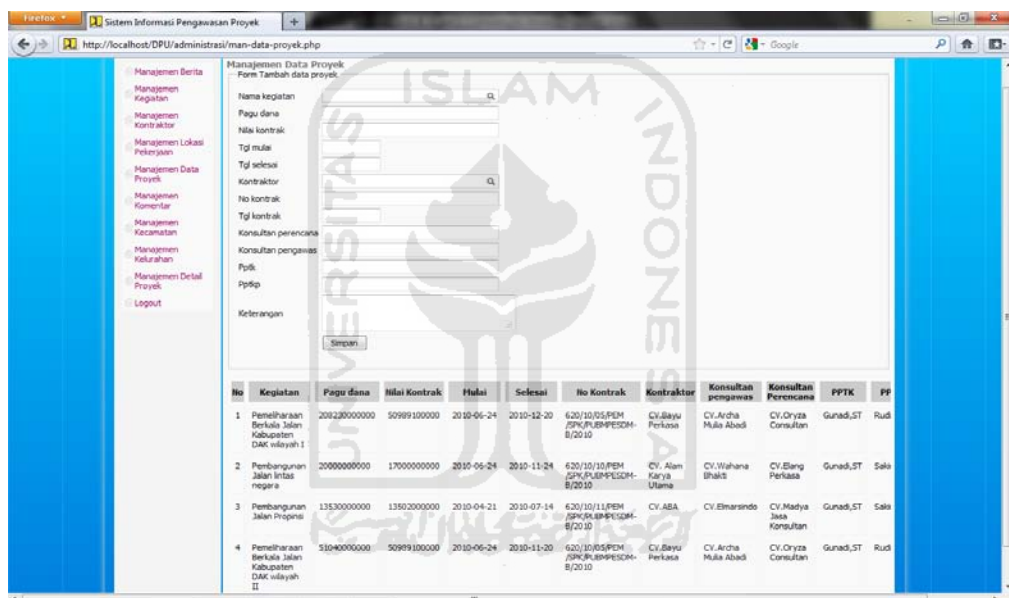 Firefox
Sistem Informasi Pengawasan Proyek
http://localhost/DPU/administrasi/man-data-proyek.php
Google
Manajemen Berita
Manajemen
Kegiatan
Manajemen
Kontraktor
Manajemen Lokasi
Pekerjaan
Manajemen Data
Proyek
Manajemen
Komentar
Manajemen
Kecamatan
Manajemen
Kelurahan
Manajemen Detail
Proyek
Logout
Manajemen Data Proyek
Form Tambah data proyek
Nama kegiatan
Pagu dana
Nilai kontrak
Tgl mulai
Tgl selesai
Kontraktor
No kontrak
Tgl kontrak
Konsultan perencana
Konsultan pengawas
Pptk
Pptkp
Keterangan
Simpan
No Kegiatan Pagu dana Nilai Kontrak Mulai Selesai No Kontrak Kontraktor Konsultan pengawas Konsultan Perencana PPTK PP
1 Pemeliharaan Berkala Jalan Kabupaten DAK wilayah I 208230000000 50989100000 2010-06-24 2010-12-20 620/10/05/PEM /SPK/PUBMPESDM-B/2010 CV.Bayu Perkasa CV.Archa Mulia Abadi CV.Oryza Consultan Gunadi,ST Rudi
2 Pembangunan Jalan lintas negara 20000000000 17000000000 2010-06-24 2010-11-24 620/10/10/PEM /SPK/PUBMPESDM-B/2010 CV. Alam Karya Utama CV.Wahana Bhakti CV.Elang Perkasa Gunadi,ST
3 Pembangunan Jalan Propinsi 13530000000 13502000000 2010-04-21 2010-07-14 620/10/11/PEM /SPK/PUBMPESDM-B/2010 CV.ABA CV.Elmarsindo CV.Madya Jasa Konsultan Gunadi,ST
4 Pemeliharaan Berkala Jalan Kabupaten DAK wilayah II 51040000000 50989100000 2010-06-24 2010-11-20 620/10/05/PEM /SPK/PUBMPESDM-B/2010 CV.Bayu Perkasa CV.Archa Mulia Abadi CV.Oryza Consultan Gunadi,ST Rudi
UNIVERSITAS
ISLAM
INDONESIA